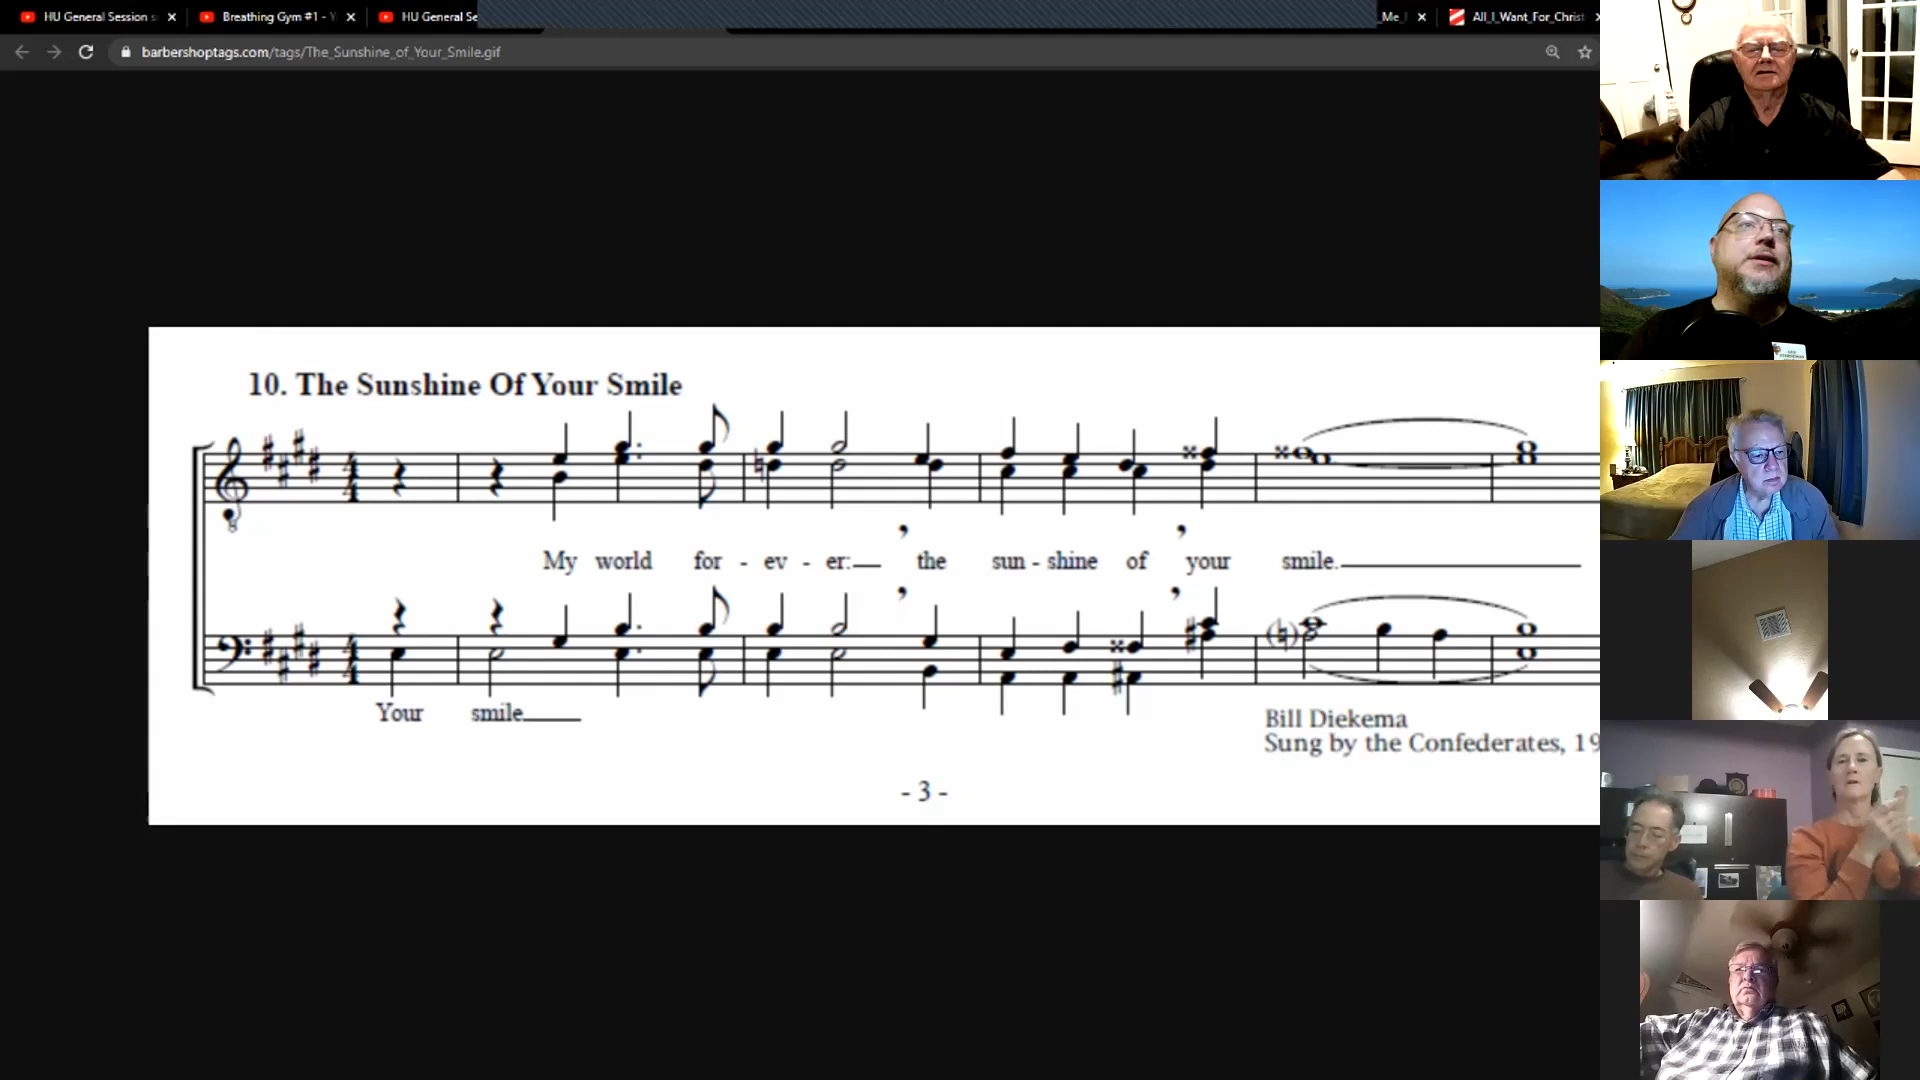 HU General Session
Breathing Gym #1 - Y
HU General Se
_Me_
All_I_Want_For_Christ
barbershoptags.com/tags/The_Sunshine_of_Your_Smile.gif
10. The Sunshine Of Your Smile
My world for - ev - er: the sun - shine of your smile.
Your smile
Bill Diekema
Sung by the Confederates, 19
- 3 -